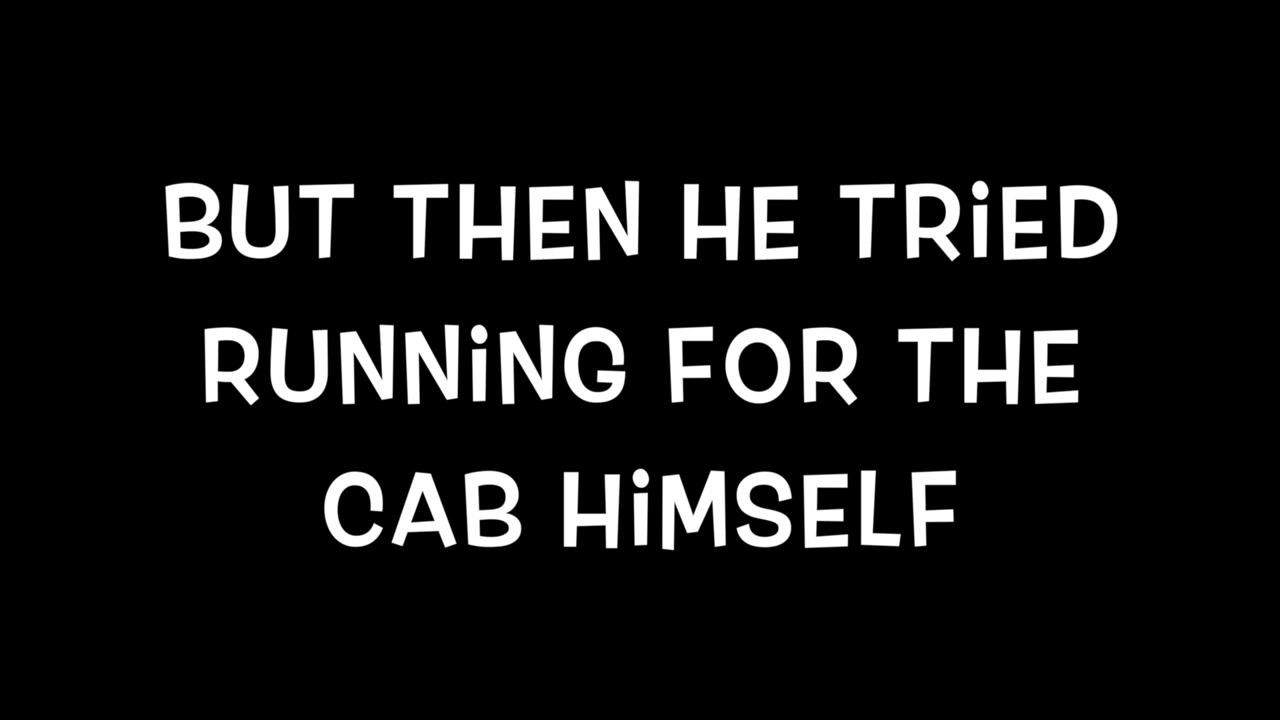 BUT THEN HE TRIED
RUNNING FOR THE
CAB HIMSELF